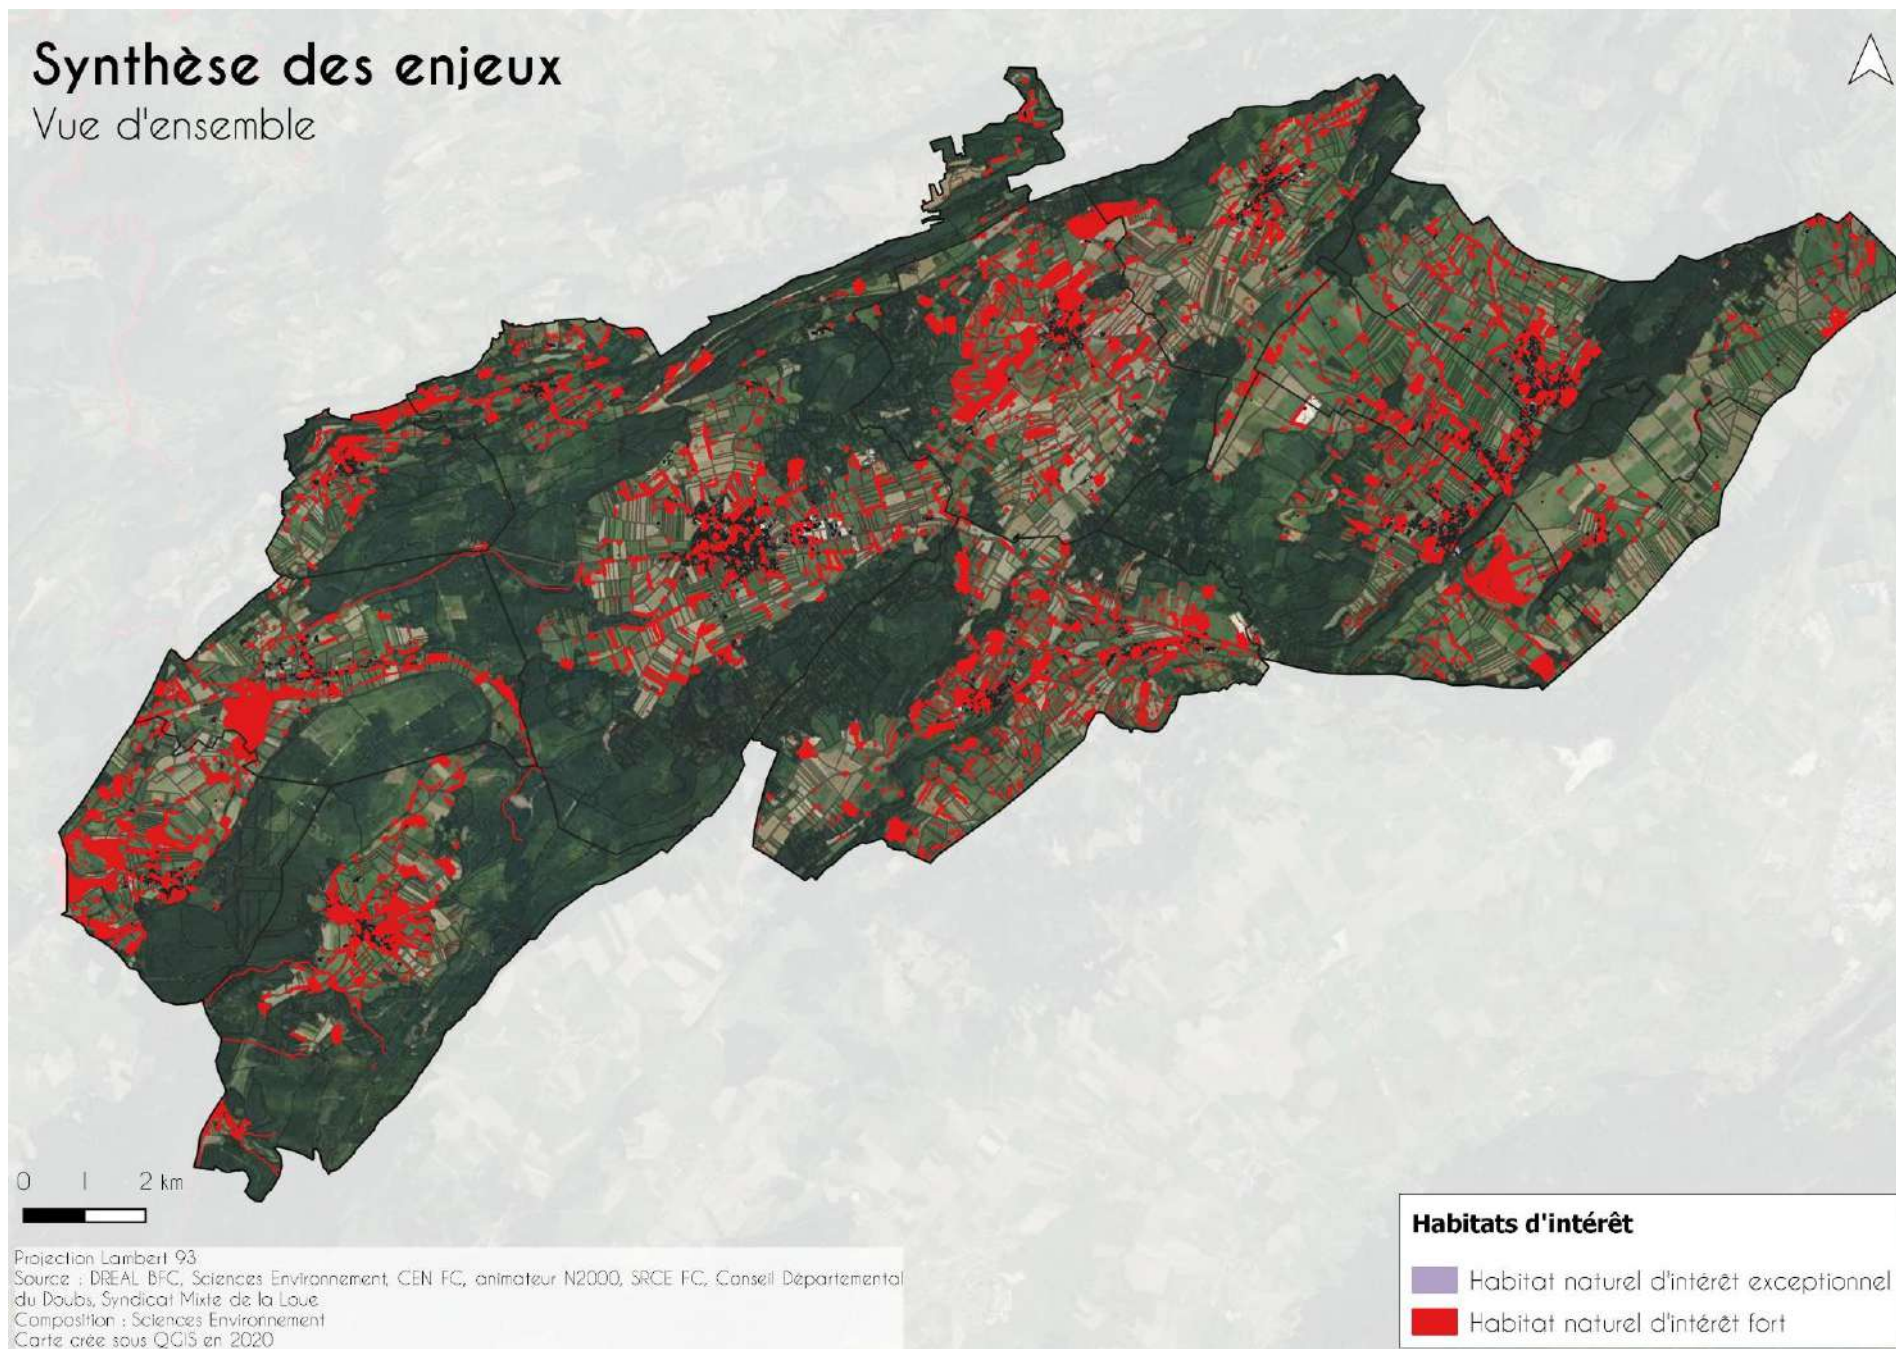 Synthèse des enjeux
Vue d'ensemble
0 1 2 km
Projection Lambert 93
Source : DREAL BFC, Sciences Environnement, CEN FC, animateur N2000, SRCE FC, Conseil Départemental
du Doubs, Syndicat Mixte de la Loue
Composition : Sciences Environnement
Carte crée sous QGIS en 2020
Habitats d'intérêt
Habitat naturel d'intérêt exceptionnel
Habitat naturel d'intérêt fort